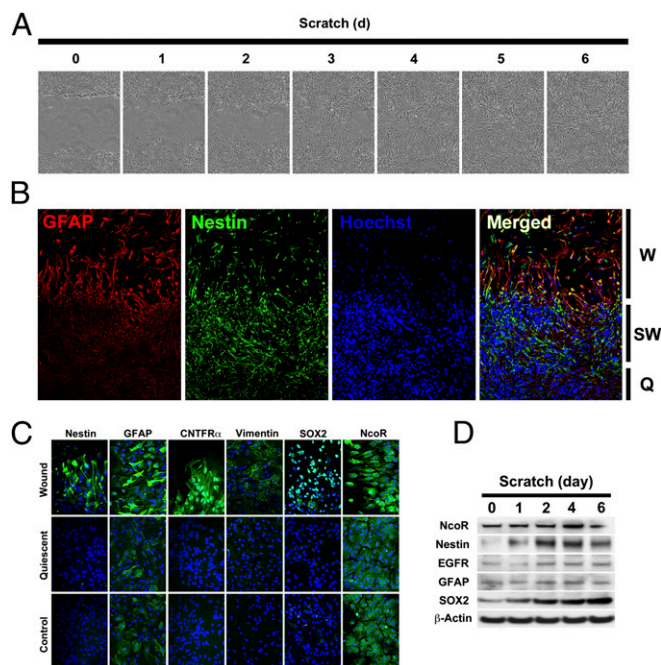 A
Scratch (d)
0 1 2 3 4 5 6
B
GFAP Nestin Hoechst Merged
W
SW
Q
C
Nestin GFAP CNTFRα Vimentin SOX2 NcoR
Wound
Quiescent
Control
D
Scratch (day)
0 1 2 4 6
NcoR
Nestin
EGFR
GFAP
SOX2
β-Actin